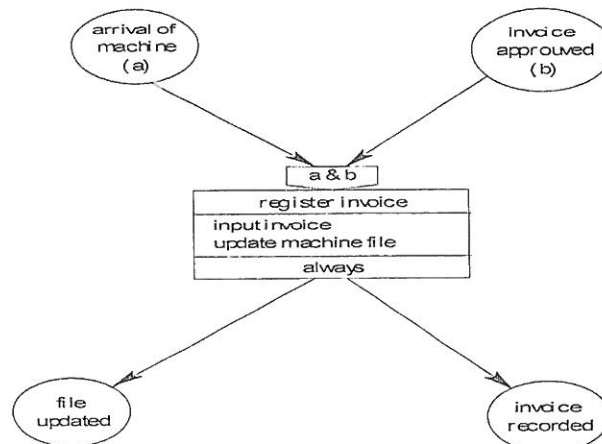 arrival of
machine
(a)
Invoice
approuved
(b)
a & b
register invoice
input invoice
update machine file
always
file
updated
invoice
recorded